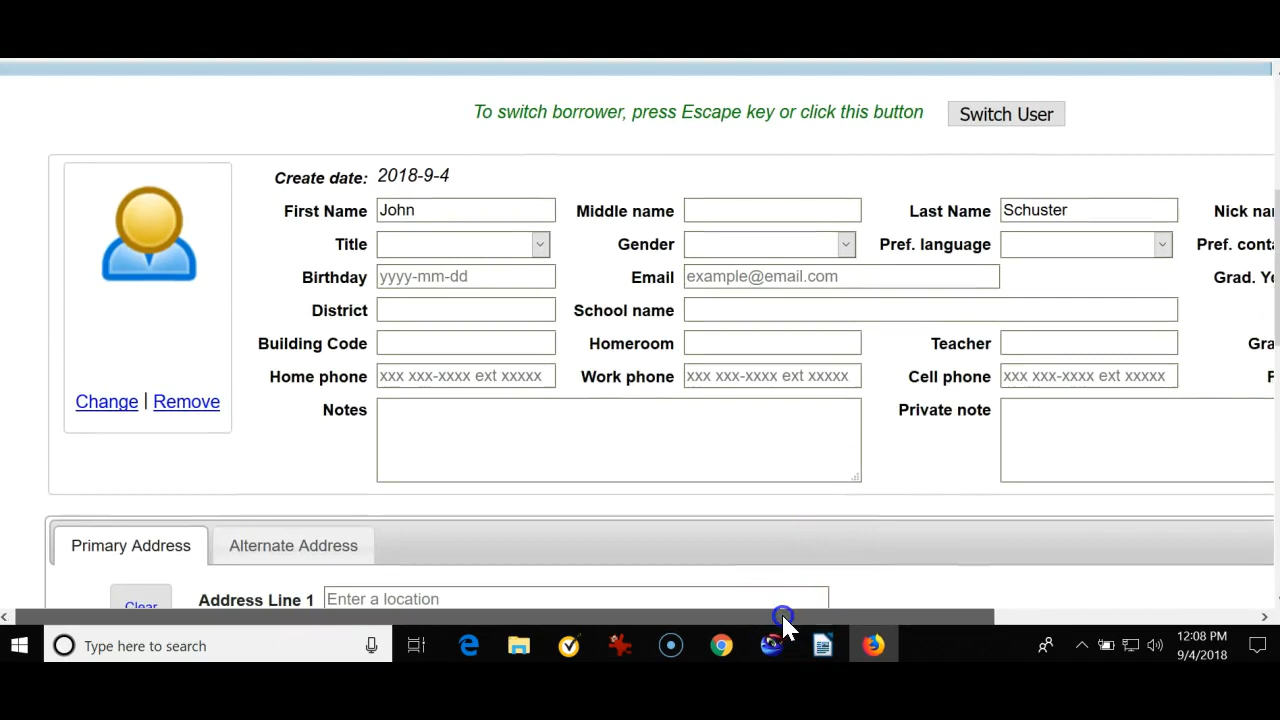 To switch borrower, press Escape key or click this button Switch User
Create date: 2018-9-4
First Name John Middle name Last Name Schuster Nick
Title Gender Pref. language Pref.
Birthday yyyy-mm-dd Email example@email.com Grad.
District School name
Building Code Homeroom Teacher
Home phone xxx xxx-xxxx ext xxxxx Work phone xxx xxx-xxxx ext xxxxx Cell phone xxx xxx-xxxx ext xxxxx
Change | Remove
Notes Private note
Primary Address Alternate Address
Clear Address Line 1 Enter a location
Type here to search
12:08 PM
9/4/2018